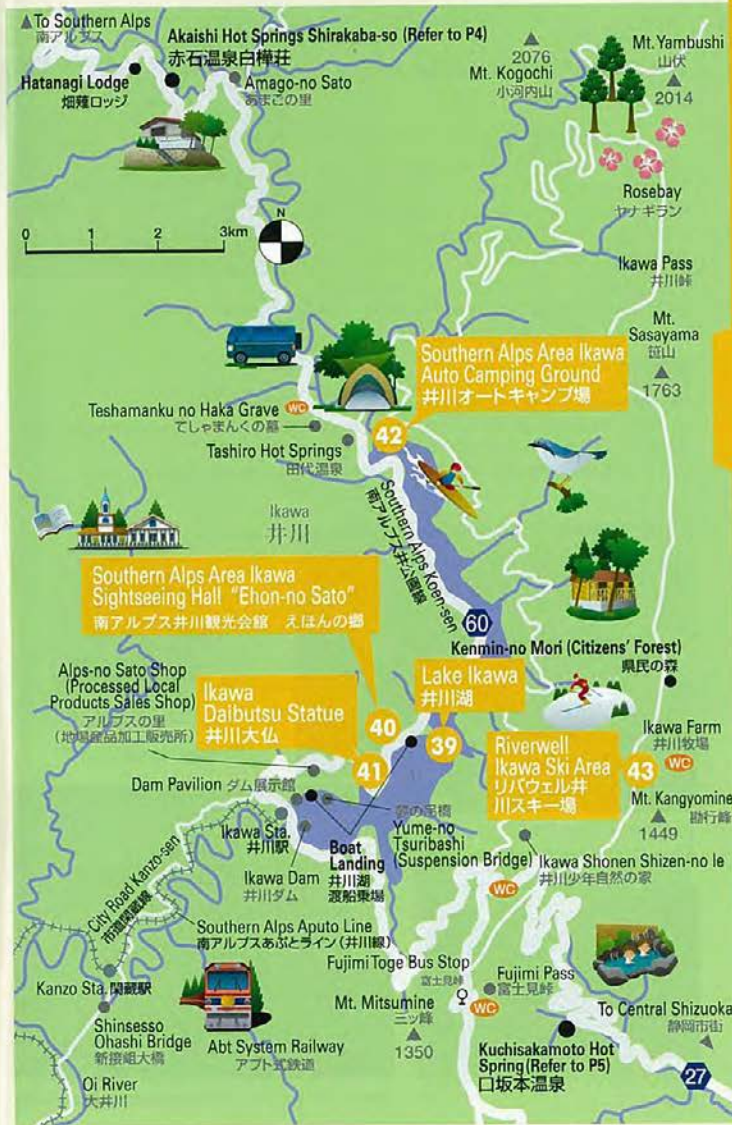 ▲To Southern Alps
南アルプス
Akaishi Hot Springs Shirakaba-so (Refer to P4)
赤石温泉白樺荘
Hatanagi Lodge
畑薙ロッジ
Amago-no Sato
あまごの里
2076
Mt. Kogochi
小河内山
Mt. Yambushi
山伏
2014
Rosebay
ヤナギラン
0 1 2 3km
N
Ikawa Pass
井川峠
Mt.
Sasayama
笹山
1763
Southern Alps Area Ikawa
Auto Camping Ground
井川オートキャンプ場
42
Teshamanku no Haka Grave
てしゃまんくの墓
WC
Tashiro Hot Springs
田代温泉
Ikawa
井川
Southern Alps Koen-sen
南アルプス井公園線
60
Southern Alps Area Ikawa
Sightseeing Hall "Ehon-no Sato"
南アルプス井川観光会館 えほんの郷
Kenmin-no Mori (Citizens' Forest)
県民の森
Alps-no Sato Shop
(Processed Local
Products Sales Shop)
アルプスの里
(地場産品加工販売所)
Ikawa
Daibutsu Statue
井川大仏
40
41
Lake Ikawa
井川湖
39
Riverwell
Ikawa Ski Area
リバウェル井
川スキー場
43
Ikawa Farm
井川牧場
WC
Mt. Kangyomine
勘行峰
1449
Dam Pavilion ダム展示館
Ikawa Sta.
井川駅
Ikawa Dam
井川ダム
Boat
Landing
井川湖
渡船乗場
Yume-no
Tsuribashi
(Suspension Bridge)
Ikawa Shonen Shizen-no Ie
井川少年自然の家
WC
City Road Kanzo-sen
市道閑蔵線
Southern Alps Aputo Line
南アルプスあぷとライン(井川線)
Kanzo Sta. 閑蔵駅
Shinsesso
Ohashi Bridge
新接岨大橋
Oi River
大井川
Abt System Railway
アプト式鉄道
Fujimi Toge Bus Stop
富士見峠
Mt. Mitsumine
三ッ峰
1350
WC
Fujimi Pass
富士見峠
Kuchisakamoto Hot
Spring (Refer to P5)
口坂本温泉
To Central Shizuoka
静岡市街
27